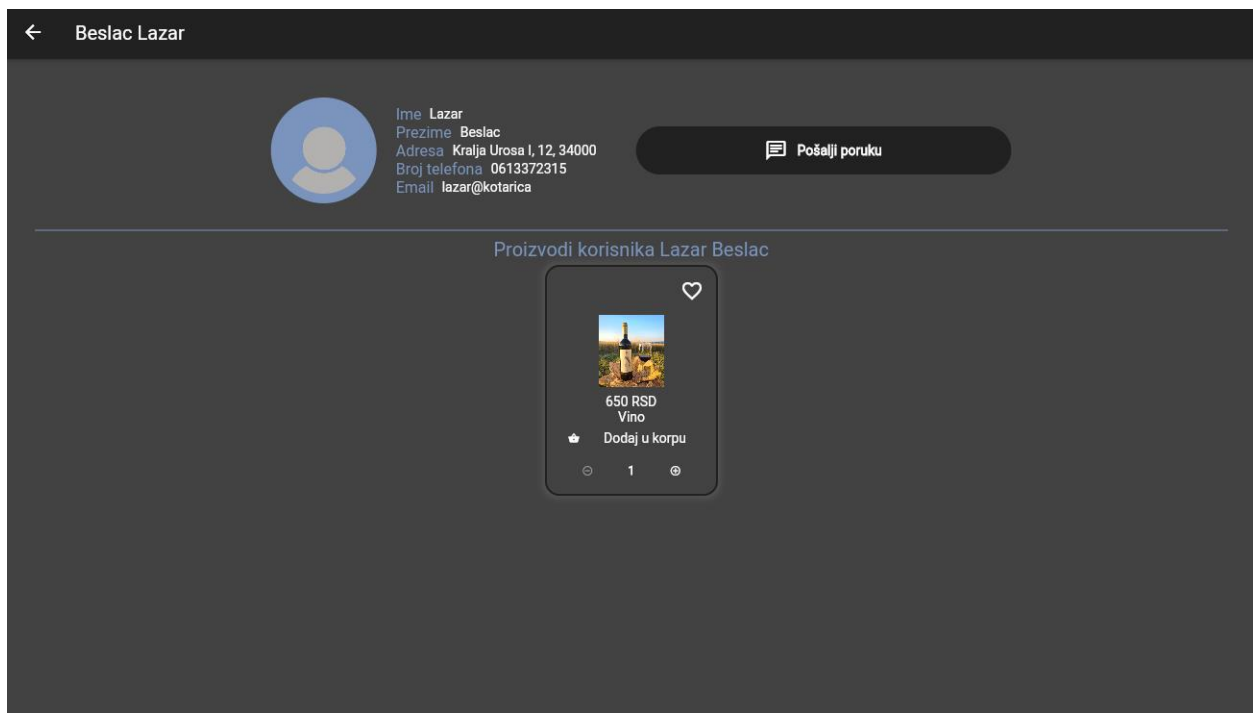 Beslac Lazar
Ime Lazar
Prezime Beslac
Adresa Kralja Urosa I, 12, 34000
Broj telefona 0613372315
Email lazar@kotarica
Pošalji poruku
Proizvodi korisnika Lazar Beslac
650 RSD
Vino
Dodaj u korpu
1